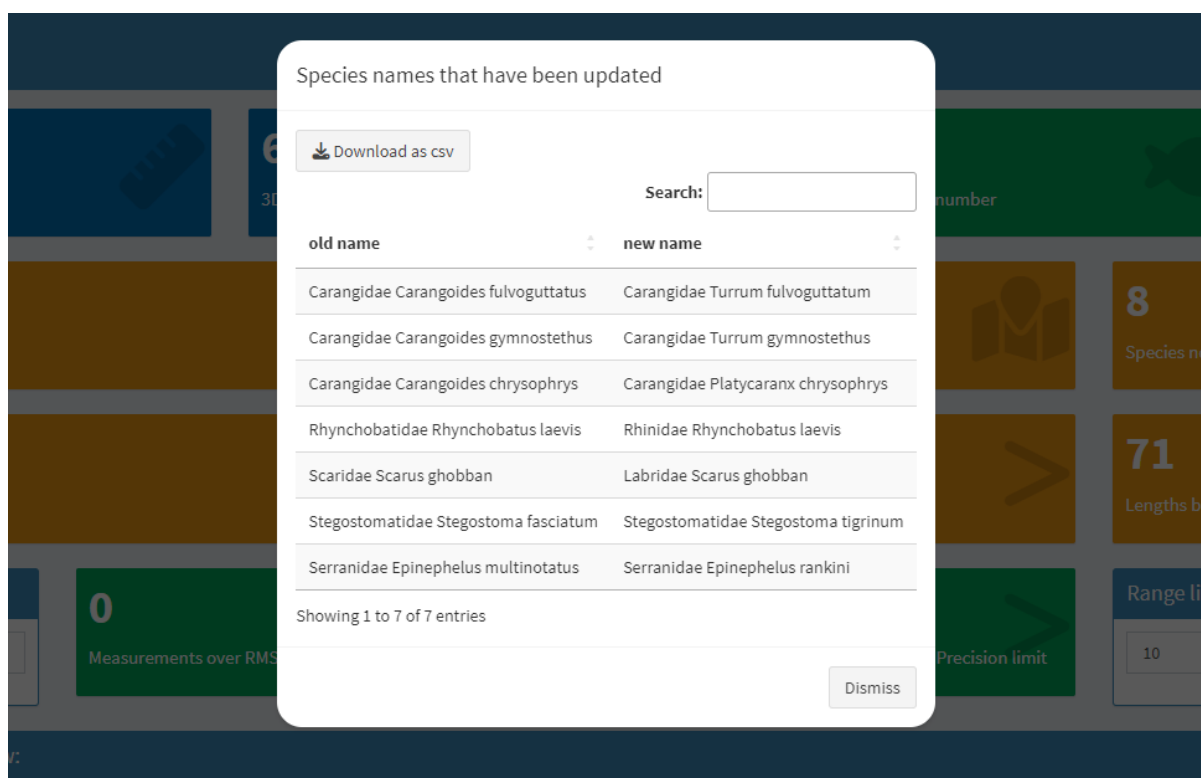 Species names that have been updated
Download as csv
Search:
old name new name
Carangidae Carangoides fulvoguttatus Carangidae Turrum fulvoguttatum
Carangidae Carangoides gymnostethus Carangidae Turrum gymnostethus
Carangidae Carangoides chrysophrys Carangidae Platycaranx chrysophrys
Rhynchobatidae Rhynchobatus laevis Rhinidae Rhynchobatus laevis
Scaridae Scarus ghobban Labridae Scarus ghobban
Stegostomatidae Stegostoma fasciatum Stegostomatidae Stegostoma tigrinum
Serranidae Epinephelus multinotatus Serranidae Epinephelus rankini
Showing 1 to 7 of 7 entries
Dismiss
6
3D
number
8
Species n
71
Lengths b
0
Measurements over RMS
Precision limit
Range li
10